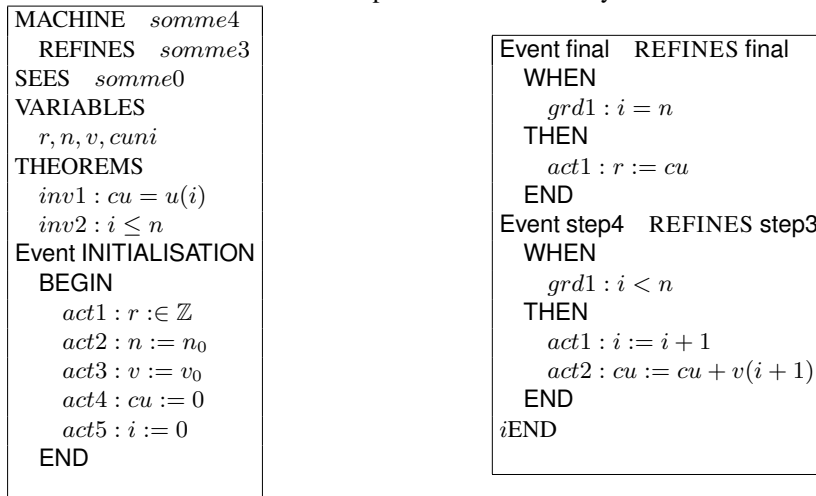 MACHINE somme4
REFINES somme3
SEES somme0
VARIABLES
r, n, v, cuni
THEOREMS
inv1 : cu = u(i)
inv2 : i ≤ n
Event INITIALISATION
BEGIN
act1 : r :∈ ℤ
act2 : n := n₀
act3 : v := v₀
act4 : cu := 0
act5 : i := 0
END
Event final REFINES final
WHEN
grd1 : i = n
THEN
act1 : r := cu
END
Event step4 REFINES step3
WHEN
grd1 : i < n
THEN
act1 : i := i + 1
act2 : cu := cu + v(i + 1)
END
iEND